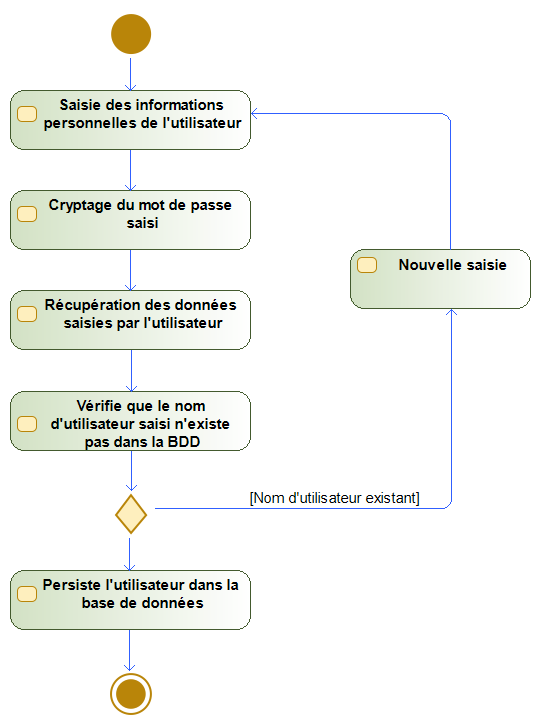 Saisie des informations
personnelles de l'utilisateur
Cryptage du mot de passe
saisi
Nouvelle saisie
Récupération des données
saisies par l'utilisateur
Vérifie que le nom
d'utilisateur saisi n'existe
pas dans la BDD
[Nom d'utilisateur existant]
Persiste l'utilisateur dans la
base de données